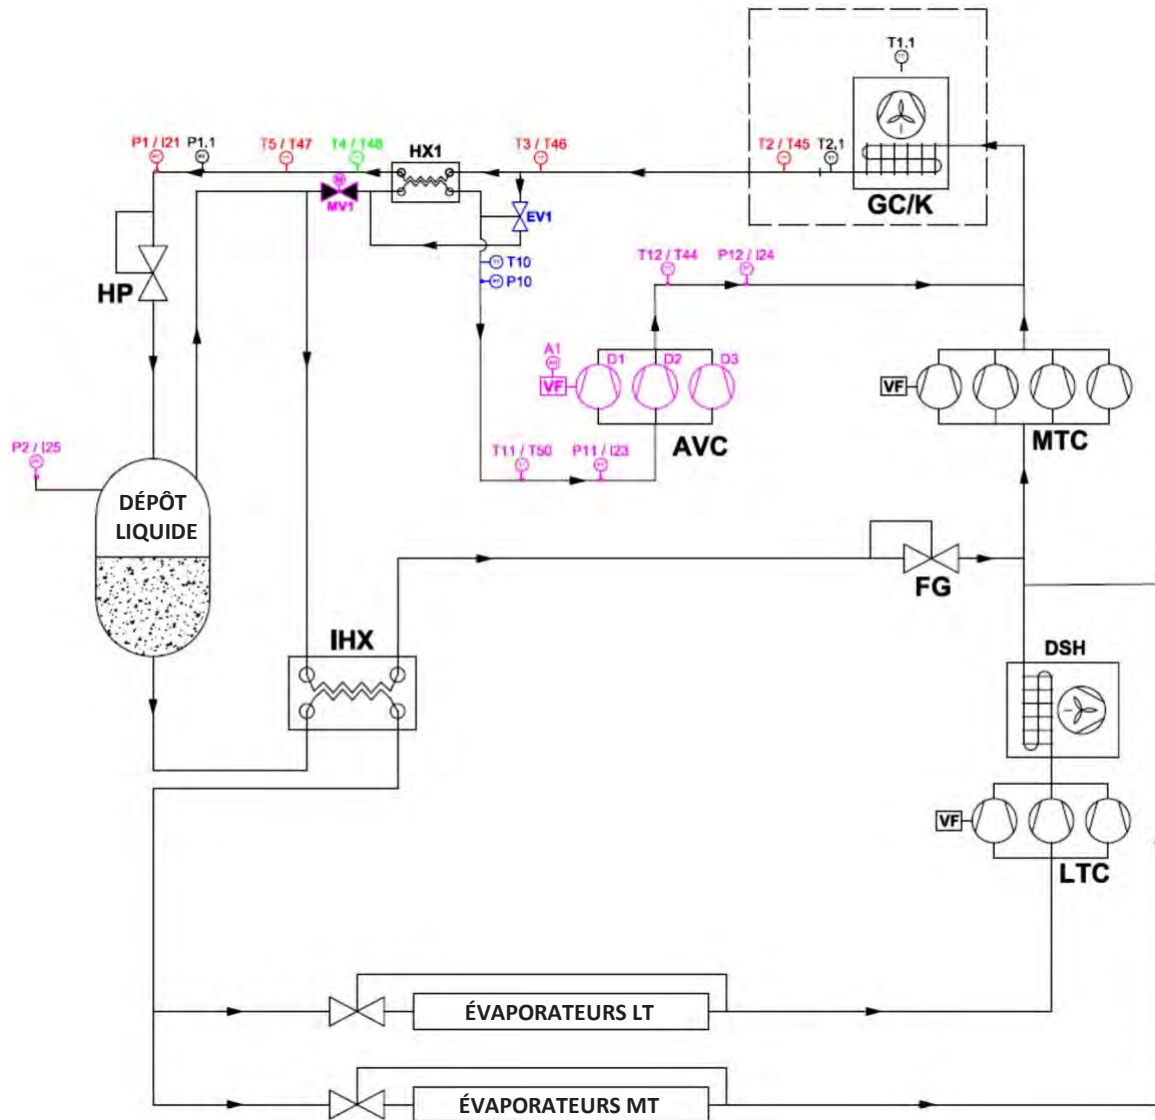 T1.1
P1 / I21
P1.1
T5 / T47
T4 / T48
HX1
T3 / T46
T2 / T45
T2.1
GC/K
MV1
EV1
HP
T10
P10
T12 / T44
P12 / I24
A1
VF
D1
D2
D3
VF
AVC
MTC
P2 / I25
T11 / T50
P11 / I23
DÉPÔT
LIQUIDE
FG
IHX
DSH
VF
LTC
ÉVAPORATEURS LT
ÉVAPORATEURS MT